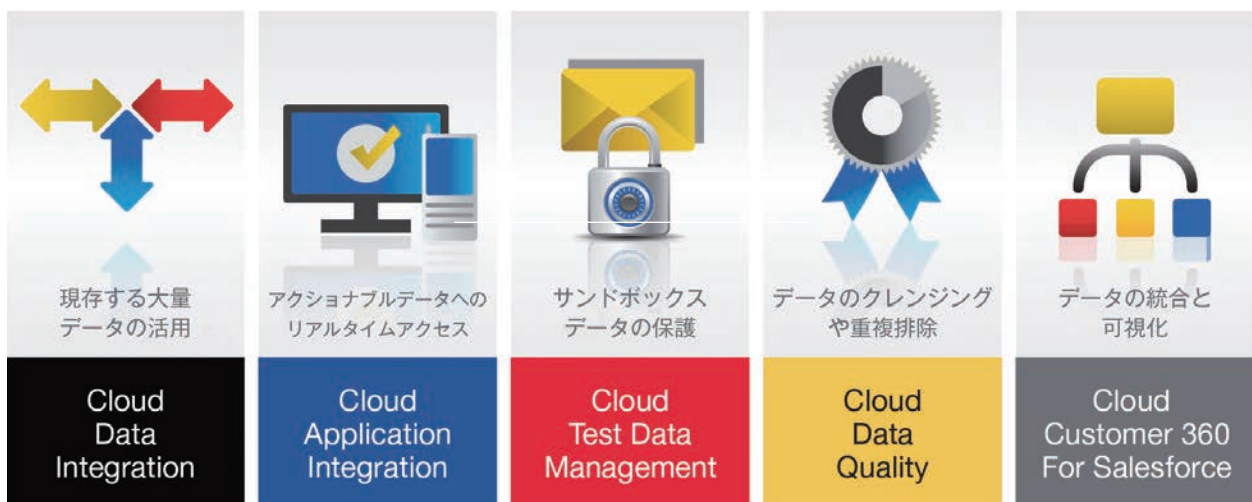 現存する大量
データの活用
Cloud
Data
Integration
アクショナブルデータへの
リアルタイムアクセス
Cloud
Application
Integration
サンドボックス
データの保護
Cloud
Test Data
Management
データのクレンジング
や重複排除
Cloud
Data
Quality
データの統合と
可視化
Cloud
Customer 360
For Salesforce